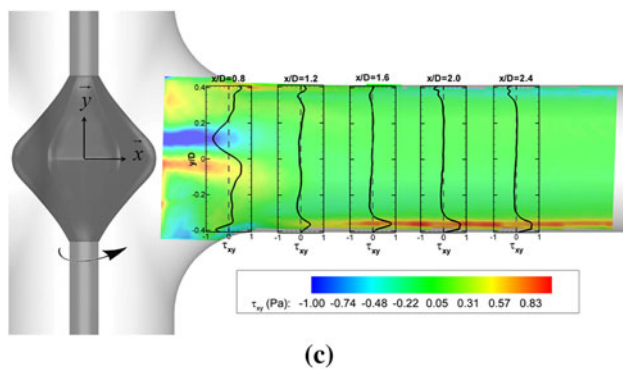 x/D=0.8 x/D=1.2 x/D=1.6 x/D=2.0 x/D=2.4
0.4
y
0.2
x
y/D
0
-0.2
-0.4
-1 0 1 -1 0 1 -1 0 1 -1 0 1 -1 0 1
τxy τxy τxy τxy τxy
τxy (Pa): -1.00 -0.74 -0.48 -0.22 0.05 0.31 0.57 0.83
(c)